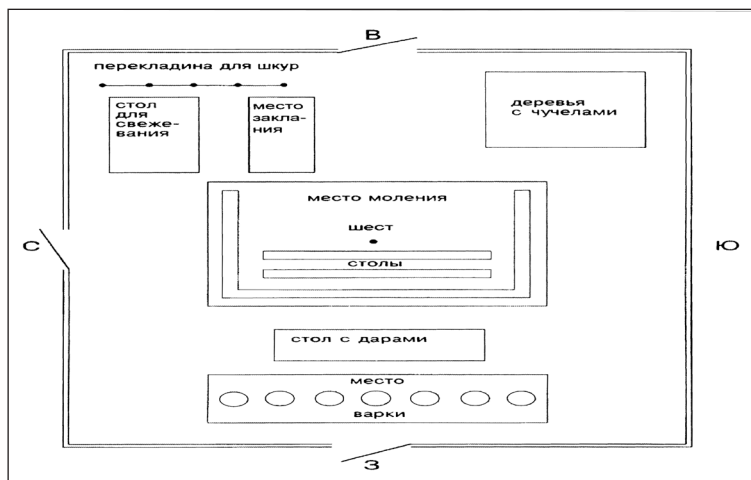 В
перекладина для шкур
стол
для
свеже-
вания
место
закла-
ния
деревья
с чучелами
место моления
шест
столы
С
Ю
стол с дарами
место
варки
З